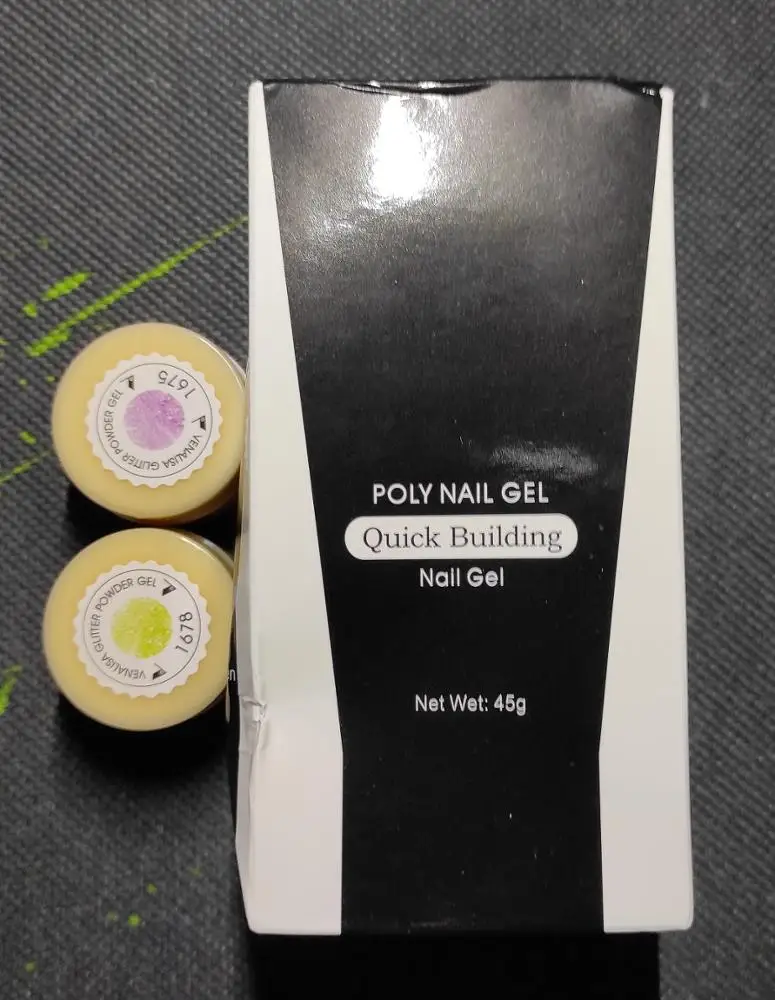 VENALISA GLITTER POWDER GEL
1675
VENALISA GLITTER POWDER GEL
1678
POLY NAIL GEL
Quick Building
Nail Gel
Net Wet: 45g